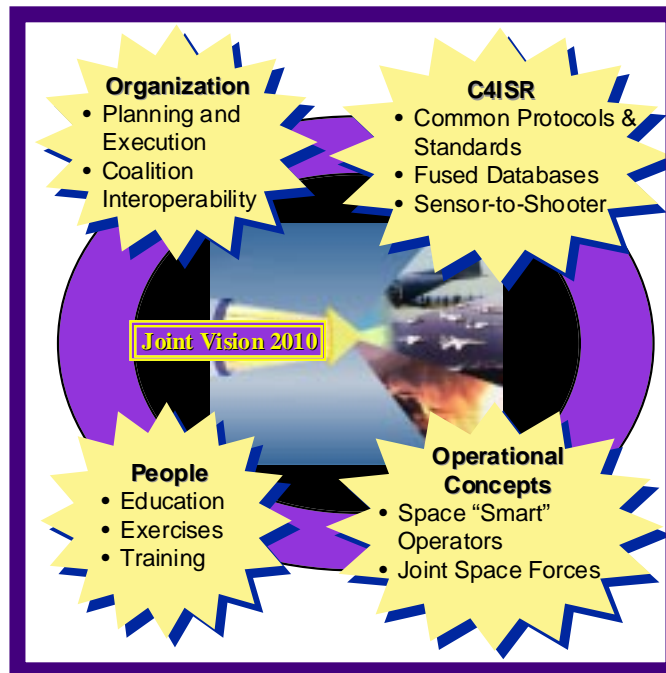 Organization
• Planning and
Execution
• Coalition
Interoperability
C4ISR
• Common Protocols &
Standards
• Fused Databases
• Sensor-to-Shooter
Joint Vision 2010
People
• Education
• Exercises
• Training
Operational
Concepts
• Space “Smart”
Operators
• Joint Space Forces